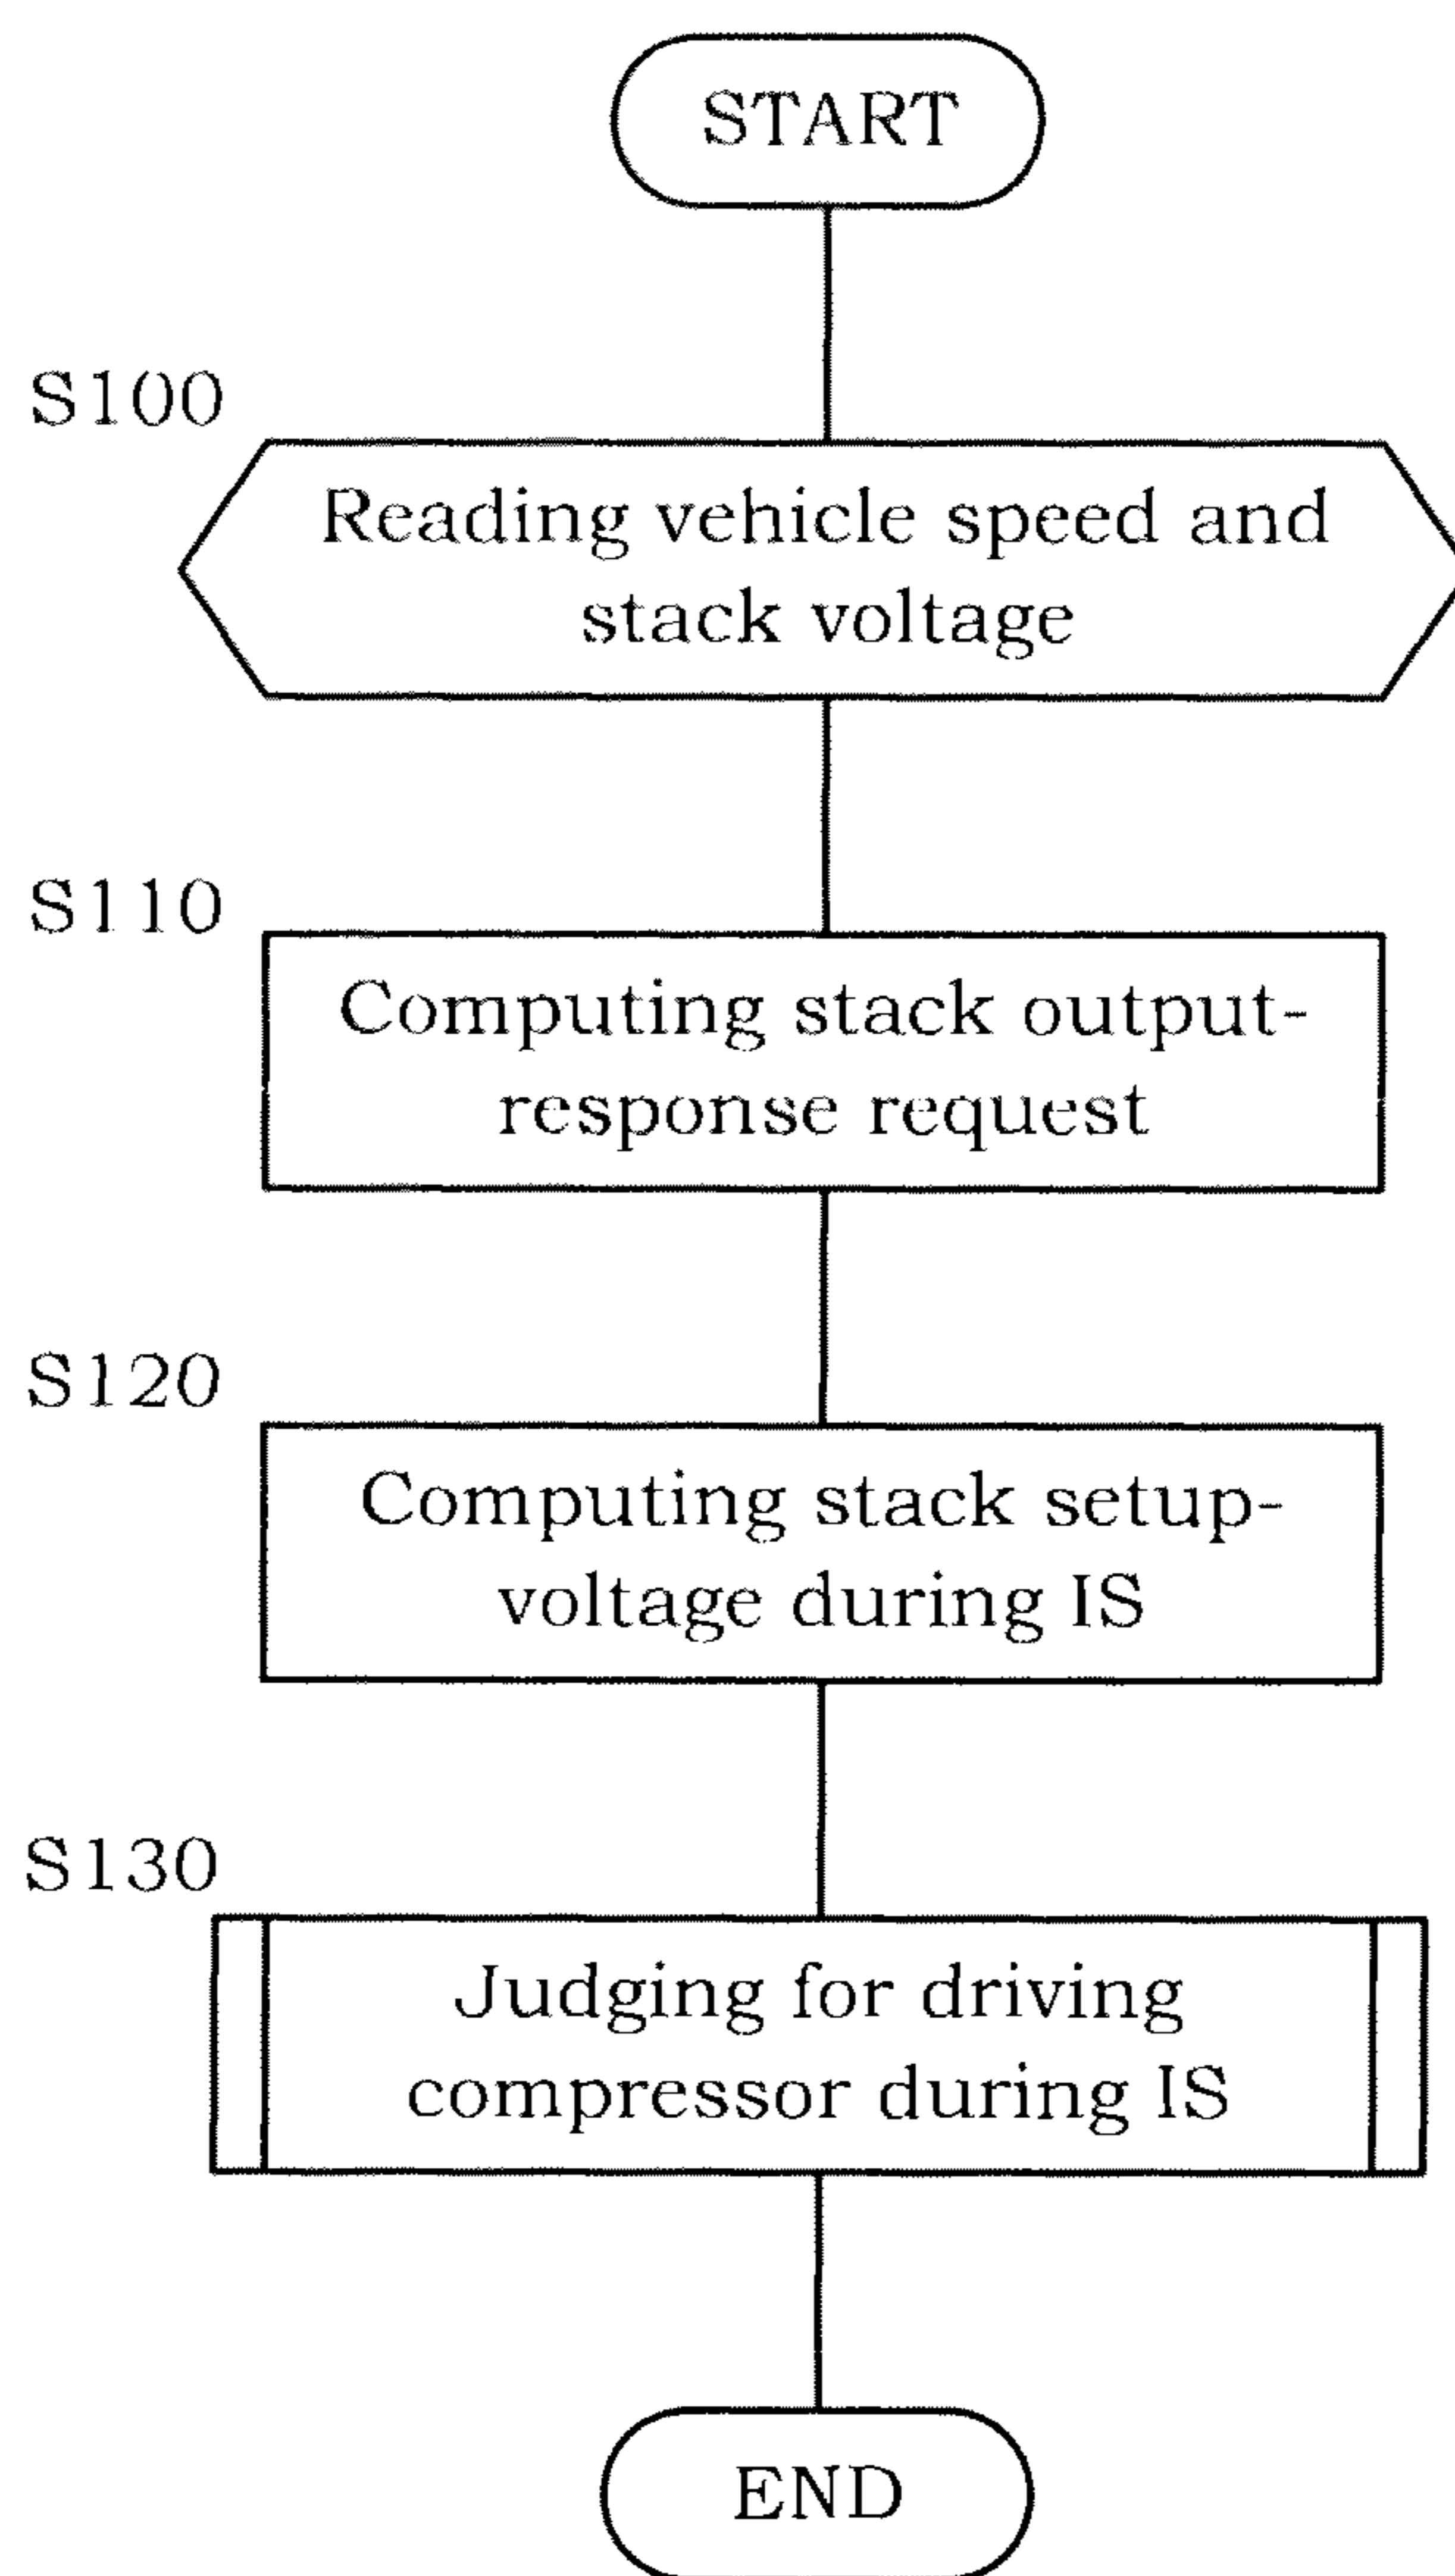 START
S100
Reading vehicle speed and
stack voltage
S110
Computing stack output-
response request
S120
Computing stack setup-
voltage during IS
S130
Judging for driving
compressor during IS
END